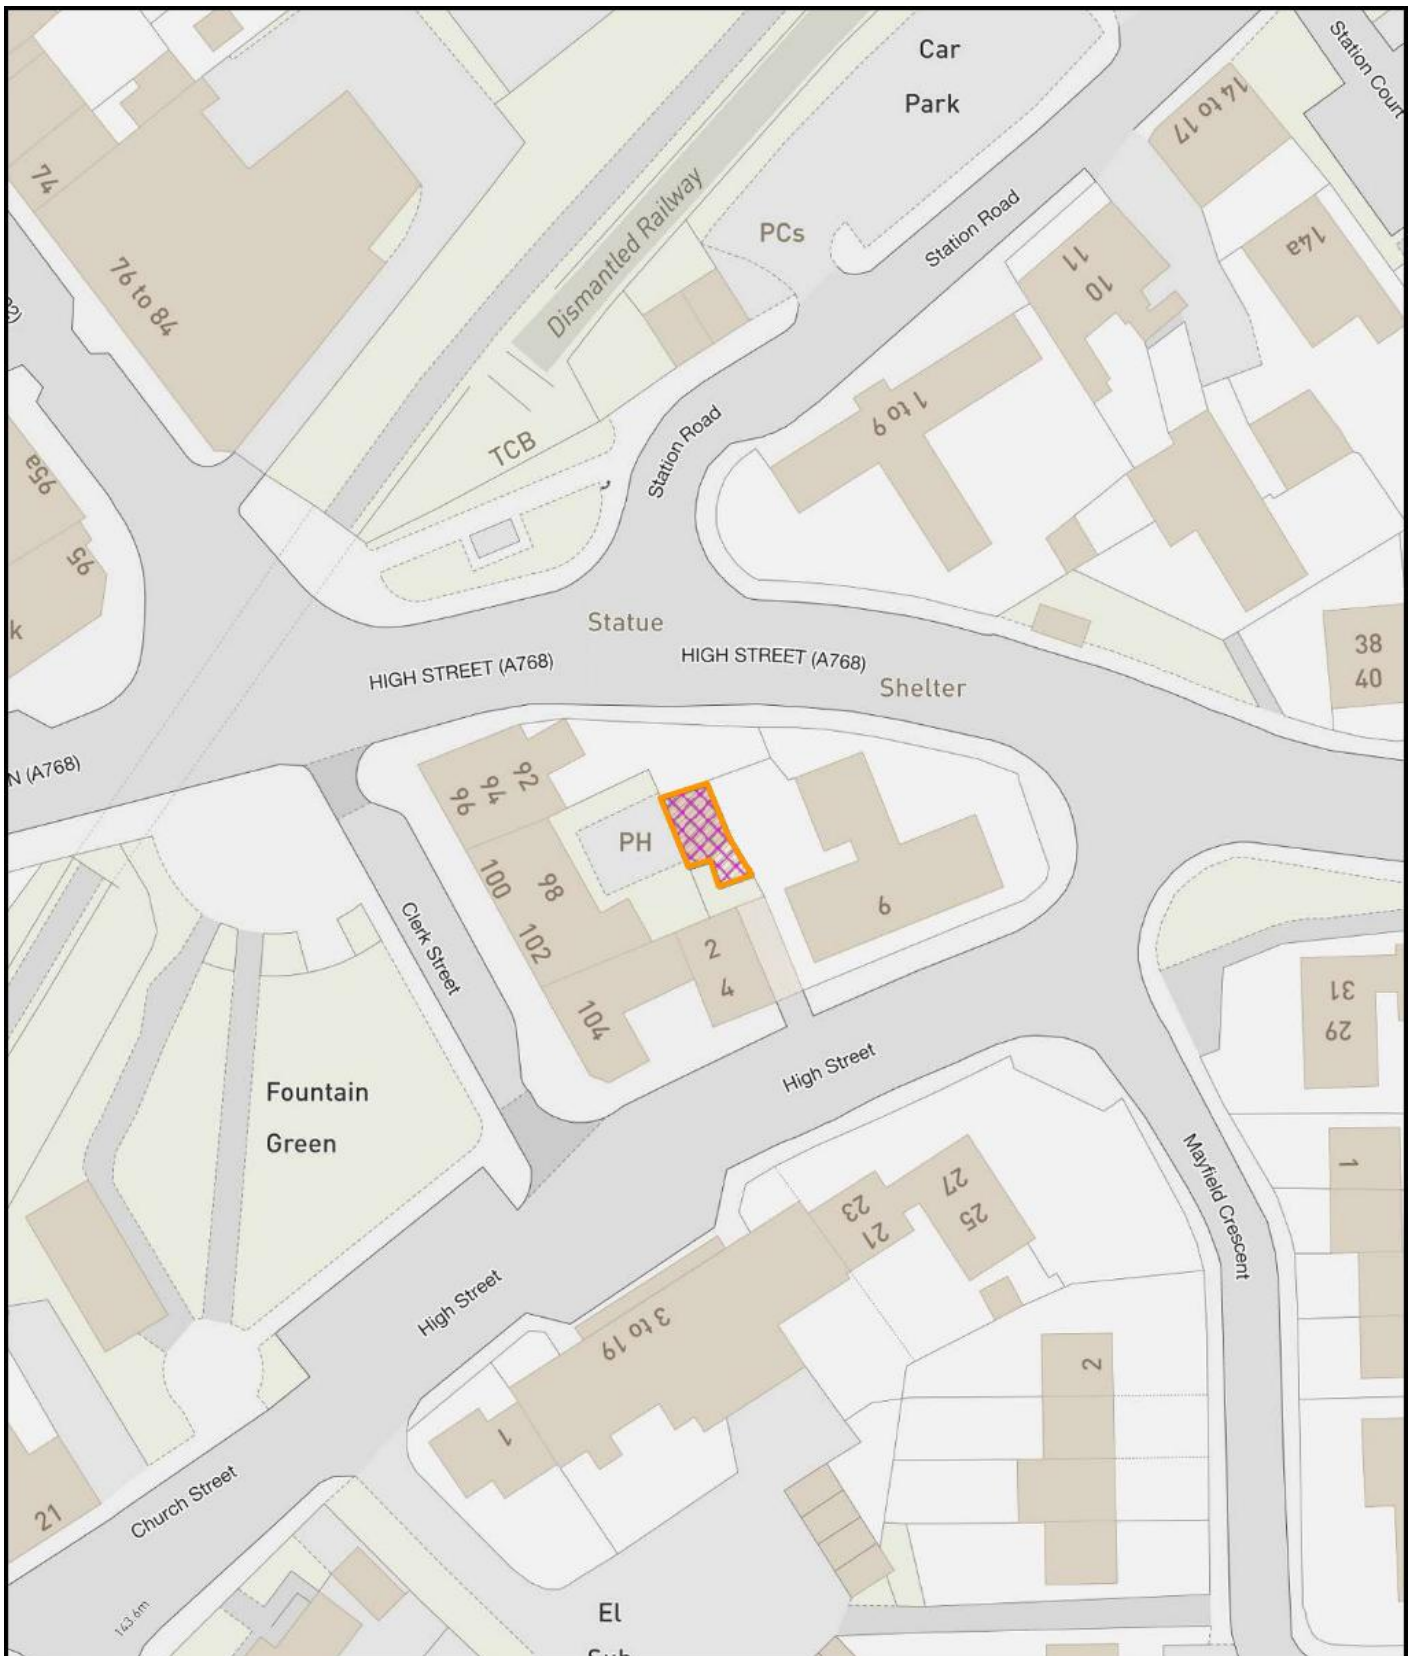 Car
Park
Station Court
14 to 17
74
PCs
Station Road
14a
Dismantled Railway
11
10
76 to 84
1 to 9
Station Road
TCB
95a
95
Statue
k
38
40
HIGH STREET (A768)
HIGH STREET (A768)
Shelter
N (A768)
92
94
96
PH
98
100
102
6
Clerk Street
2
4
104
31
29
High Street
Fountain
Green
1
Mayfield Crescent
27
25
23
21
High Street
3 to 19
2
1
21
Church Street
143.6m
El